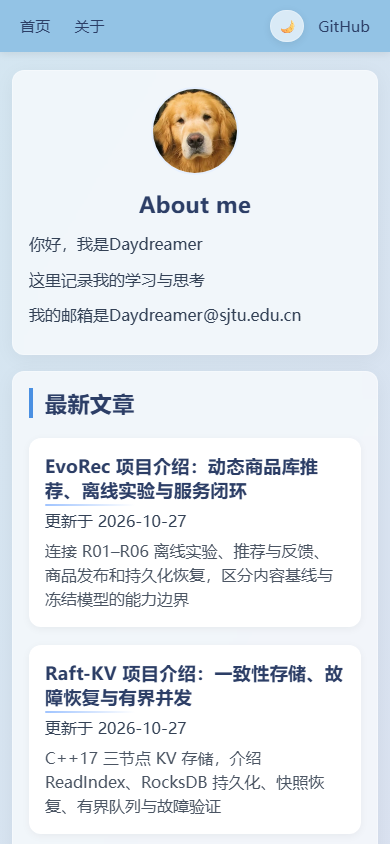 首页 关于 GitHub
About me
你好，我是Daydreamer
这里记录我的学习与思考
我的邮箱是Daydreamer@sjtu.edu.cn
最新文章
EvoRec 项目介绍：动态商品库推
荐、离线实验与服务闭环
更新于 2026-10-27
连接 R01–R06 离线实验、推荐与反馈、
商品发布和持久化恢复，区分内容基线与
冻结模型的能力边界
Raft-KV 项目介绍：一致性存储、故
障恢复与有界并发
更新于 2026-10-27
C++17 三节点 KV 存储，介绍
ReadIndex、RocksDB 持久化、快照恢
复、有界队列与故障验证